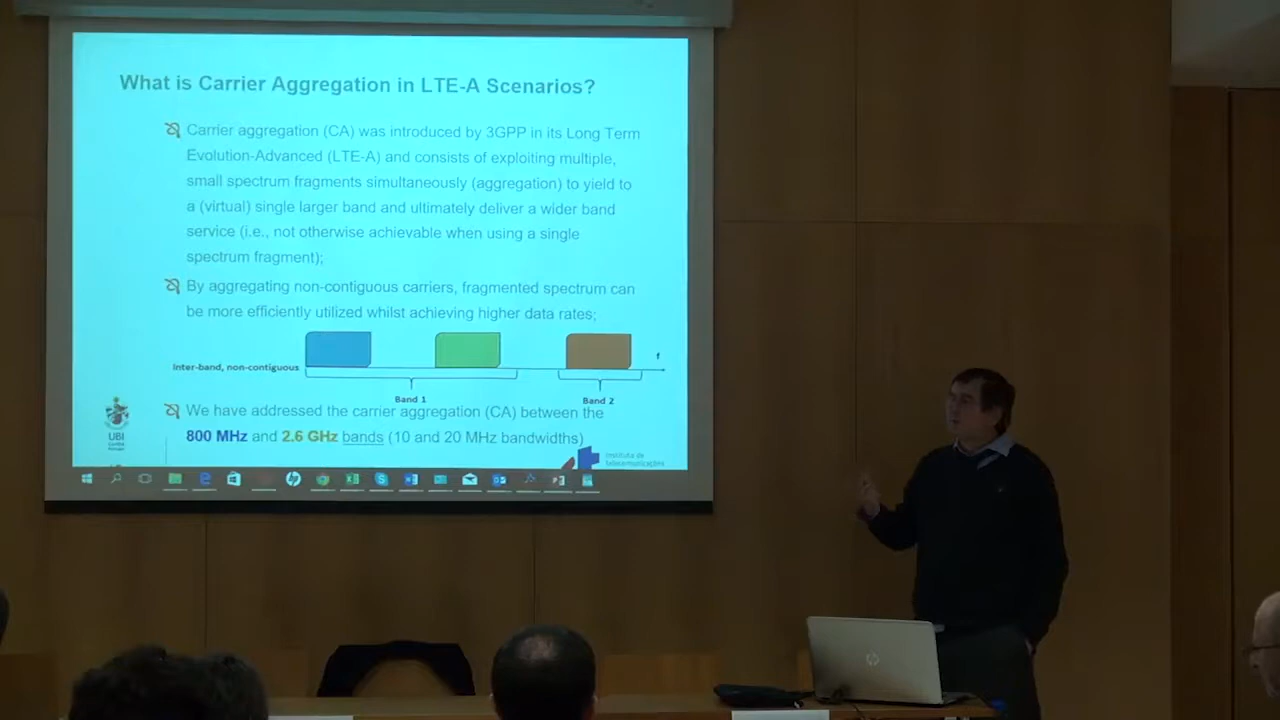 What is Carrier Aggregation in LTE-A Scenarios?
Carrier aggregation (CA) was introduced by 3GPP in its Long Term
Evolution-Advanced (LTE-A) and consists of exploiting multiple,
small spectrum fragments simultaneously (aggregation) to yield to
a (virtual) single larger band and ultimately deliver a wider band
service (i.e., not otherwise achievable when using a single
spectrum fragment);
By aggregating non-contiguous carriers, fragmented spectrum can
be more efficiently utilized whilst achieving higher data rates;
f
Inter-band, non-contiguous
Band 1
Band 2
We have addressed the carrier aggregation (CA) between the
800 MHz and 2.6 GHz bands (10 and 20 MHz bandwidths)
UBI
instituto de
telecomunicações
hp